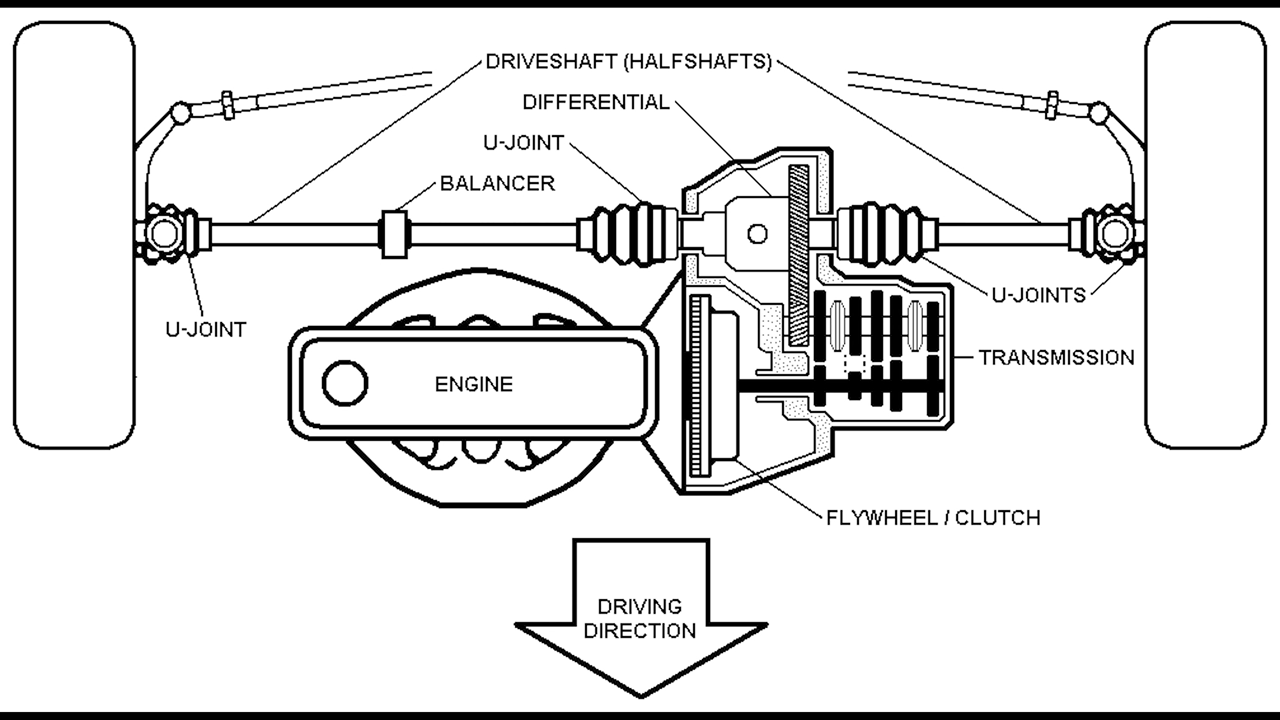 DRIVESHAFT (HALFSHAFTS)
DIFFERENTIAL
U-JOINT
BALANCER
U-JOINTS
U-JOINT
TRANSMISSION
ENGINE
FLYWHEEL / CLUTCH
DRIVING
DIRECTION